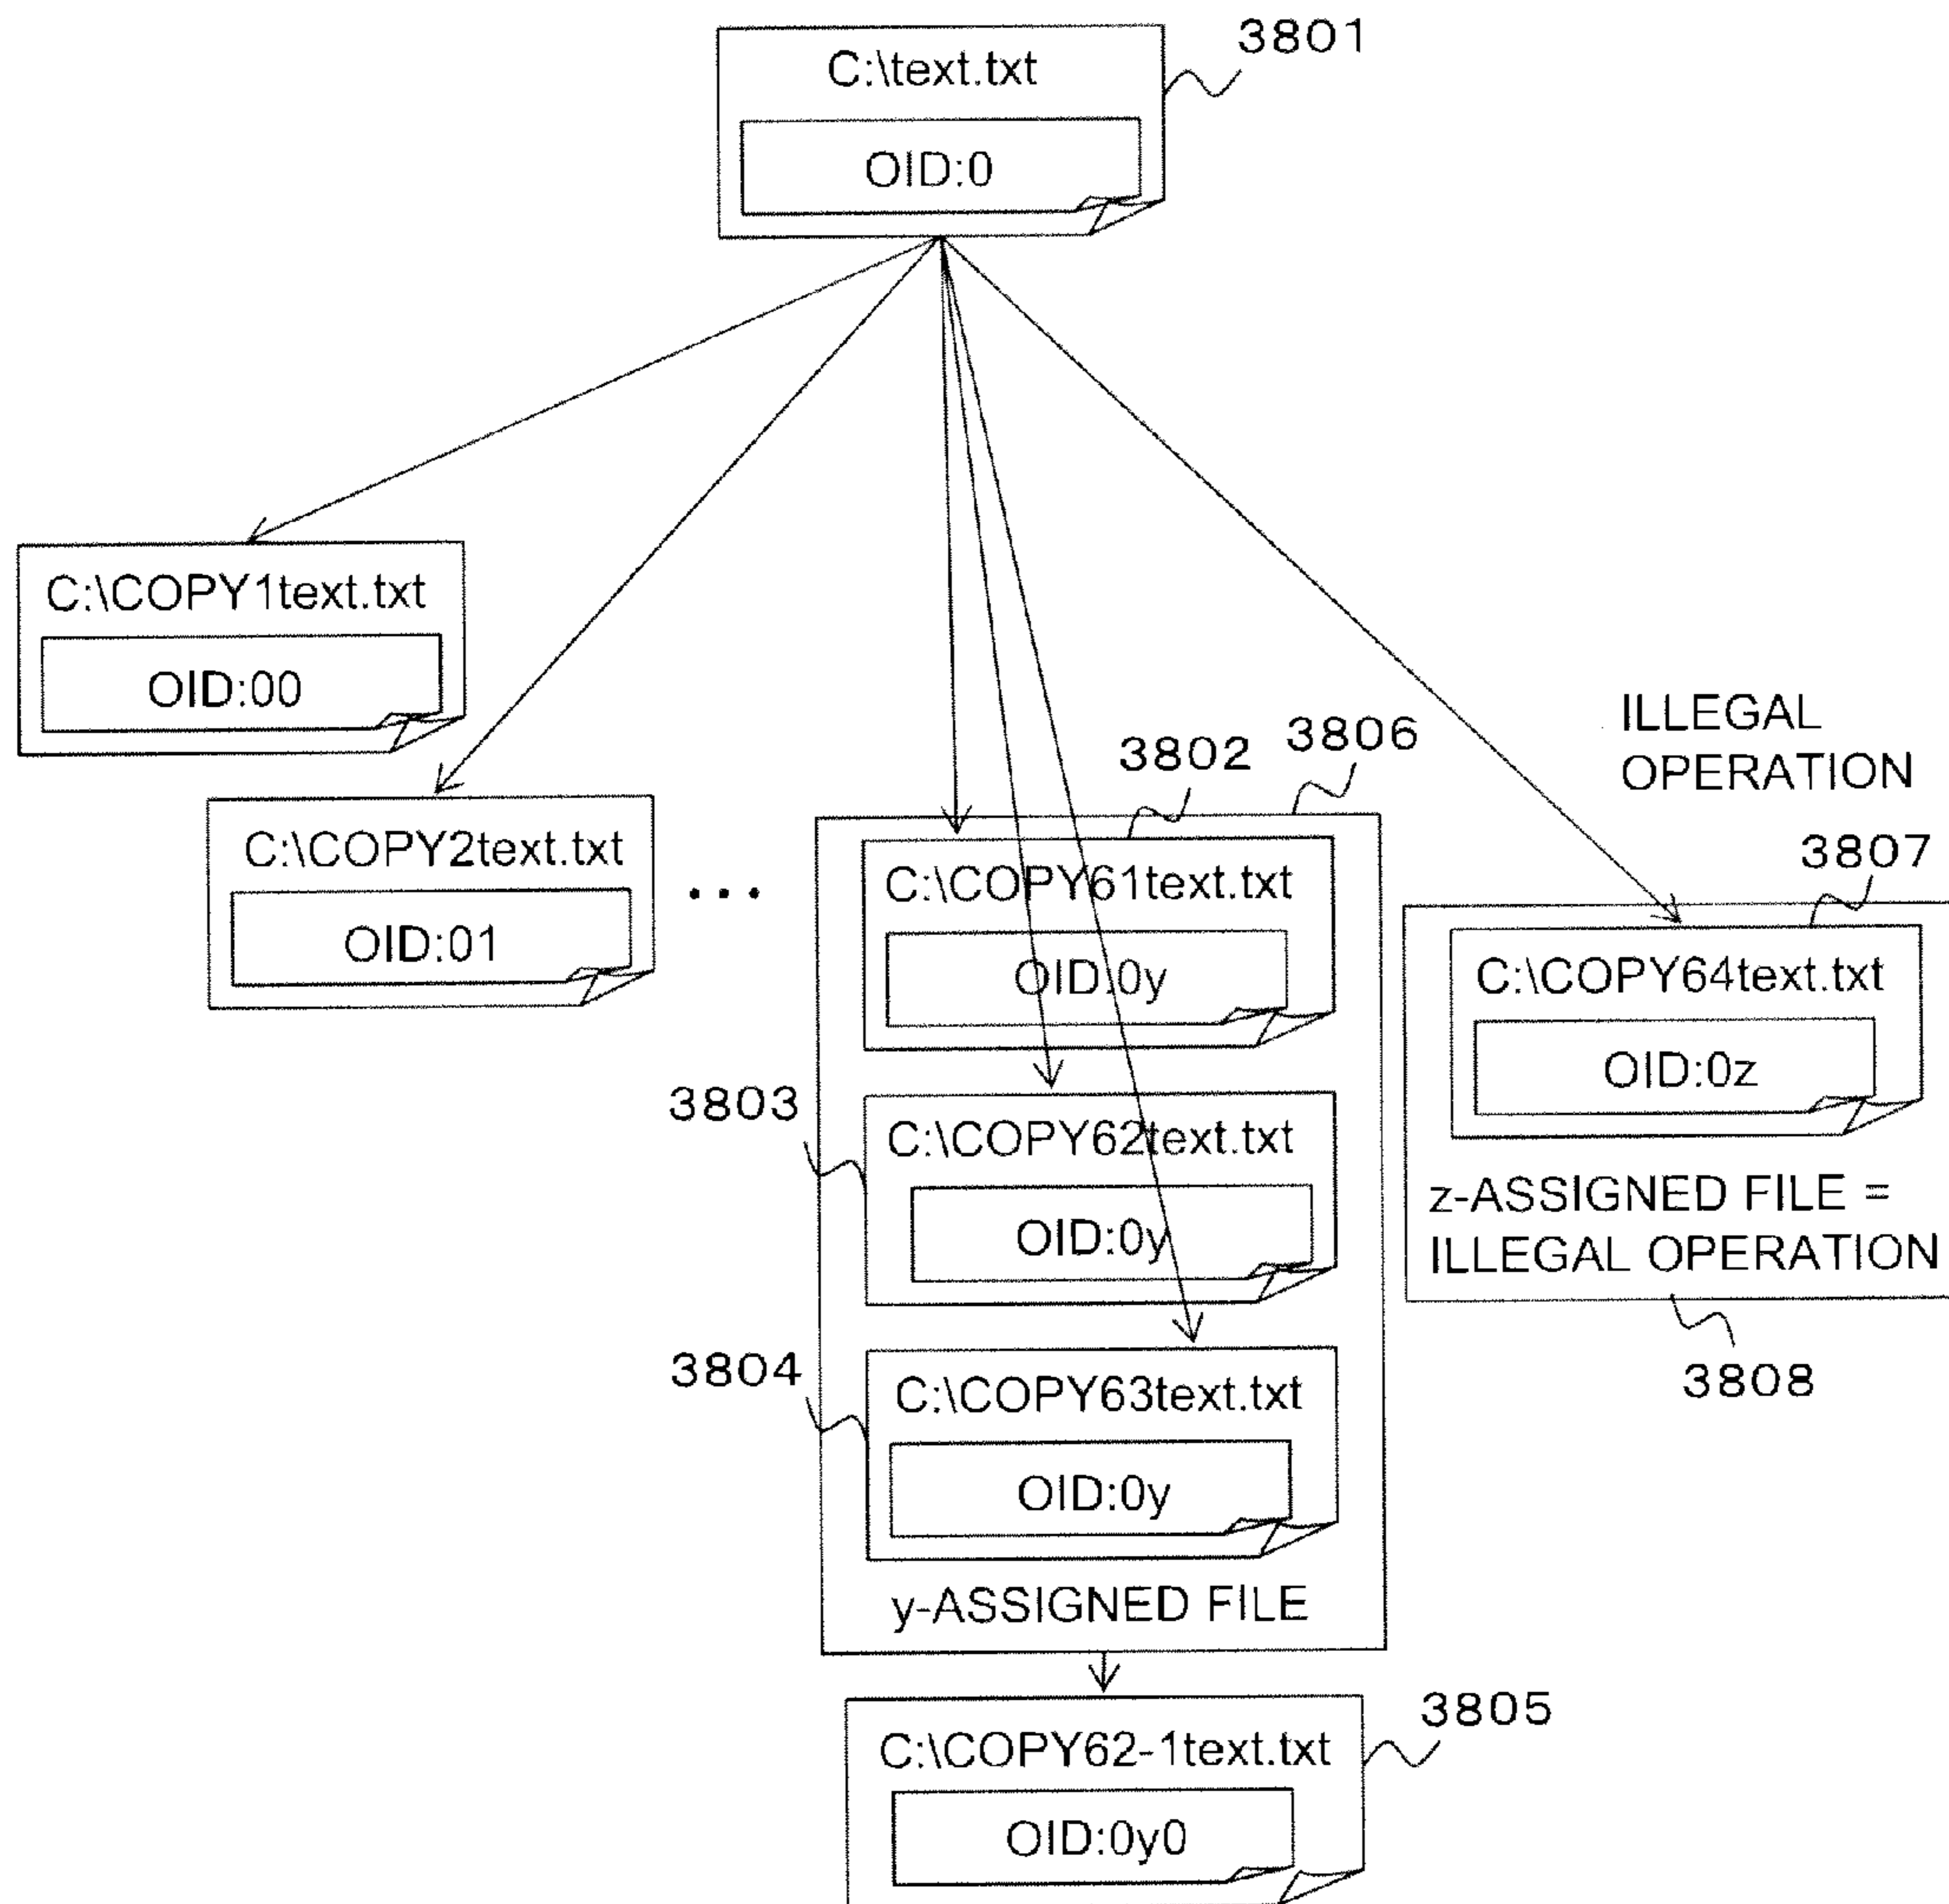 3801
C:\text.txt
OID:0
C:\COPY1text.txt
OID:00
ILLEGAL
OPERATION
3802
3806
C:\COPY2text.txt
OID:01
...
C:\COPY61text.txt
OID:0y
3807
C:\COPY64text.txt
OID:0z
z-ASSIGNED FILE =
ILLEGAL OPERATION
3808
3803
C:\COPY62text.txt
OID:0y
3804
C:\COPY63text.txt
OID:0y
y-ASSIGNED FILE
3805
C:\COPY62-1text.txt
OID:0y0